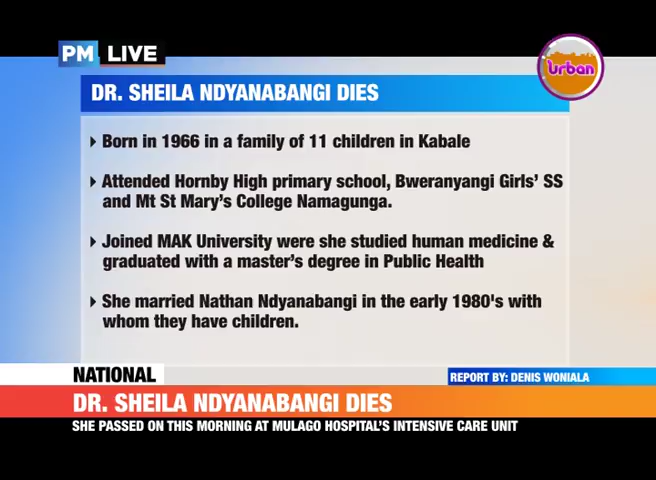 PM LIVE
urban
DR. SHEILA NDYANABANGI DIES
Born in 1966 in a family of 11 children in Kabale
Attended Hornby High primary school, Bweranyangi Girls' SS
and Mt St Mary's College Namagunga.
Joined MAK University were she studied human medicine &
graduated with a master's degree in Public Health
She married Nathan Ndyanabangi in the early 1980's with
whom they have children.
NATIONAL
REPORT BY: DENIS WONIALA
DR. SHEILA NDYANABANGI DIES
SHE PASSED ON THIS MORNING AT MULAGO HOSPITAL'S INTENSIVE CARE UNIT